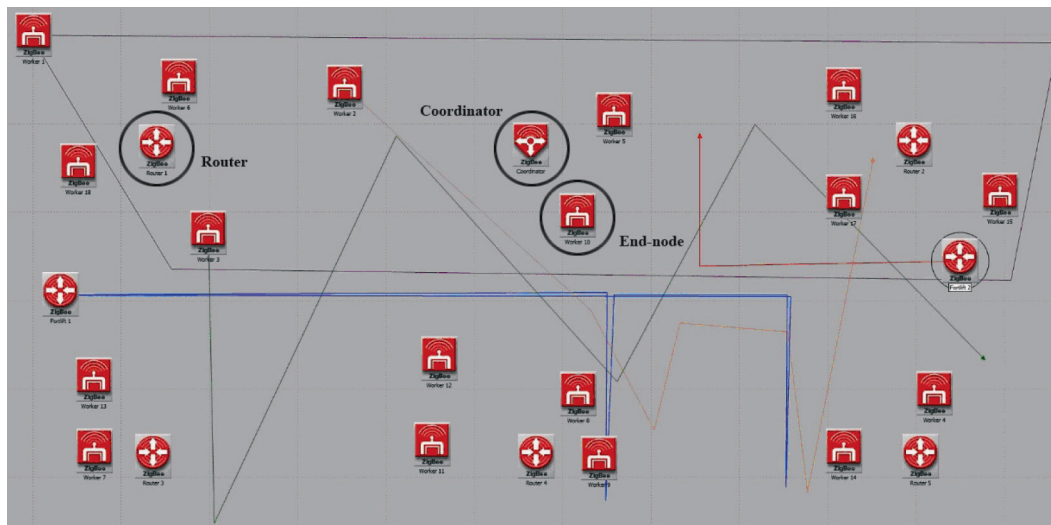 ZigBee
Worker 1
ZigBee
Worker 6
ZigBee
Worker 2
ZigBee
Worker 16
Coordinator
ZigBee
Worker 5
ZigBee
Router 1
Router
ZigBee
Coordinator
ZigBee
Router 2
ZigBee
Worker 18
ZigBee
Worker 17
ZigBee
Worker 15
ZigBee
Worker 10
End-node
ZigBee
Worker 3
ZigBee
ZigBee
ZigBee
Worker 13
ZigBee
Worker 12
ZigBee
Worker 8
ZigBee
Worker 4
ZigBee
Worker 7
ZigBee
Router 3
ZigBee
Worker 11
ZigBee
Router 4
ZigBee
Worker 9
ZigBee
Worker 14
ZigBee
Router 5